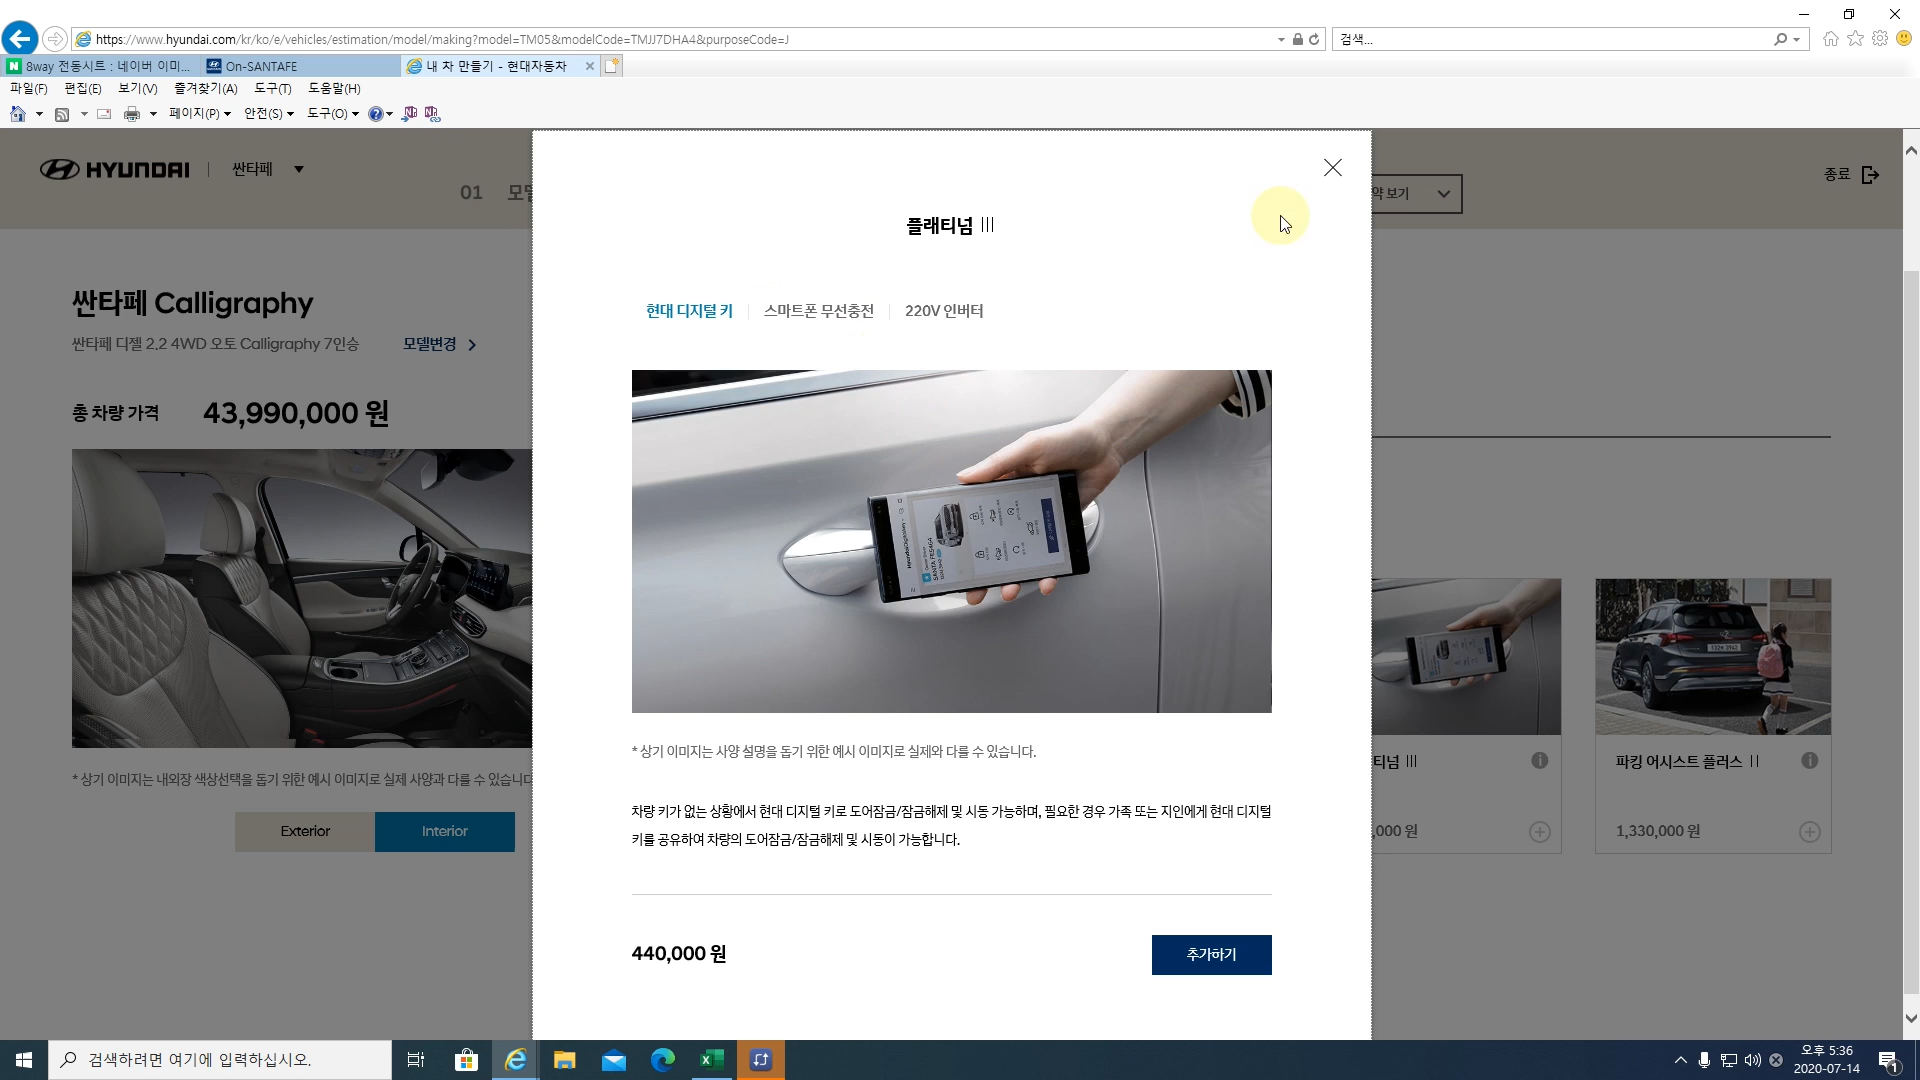 https://www.hyundai.com/kr/ko/e/vehicles/estimation/model/making?model=TM05&modelCode=TMJJ7DHA4&purposeCode=J
검색...
8way 전동시트 : 네이버 이미...
On-SANTAFE
내 차 만들기 - 현대자동차
파일(F) 편집(E) 보기(V) 즐겨찾기(A) 도구(T) 도움말(H)
페이지(P) 안전(S) 도구(O)
HYUNDAI
싼타페
01
약 보기
종료
플래티넘 III
현대 디지털 키
스마트폰 무선충전
220V 인버터
싼타페 Calligraphy
싼타페 디젤 2.2 4WD 오토 Calligraphy 7인승
모델변경
총 차량 가격 43,990,000 원
* 상기 이미지는 내외장 색상선택을 돕기 위한 예시 이미지로 실제 사양과 다를 수 있습니다
Exterior
Interior
* 상기 이미지는 사양 설명을 돕기 위한 예시 이미지로 실제와 다를 수 있습니다.
차량 키가 없는 상황에서 현대 디지털 키로 도어잠금/잠금해제 및 시동 가능하며, 필요한 경우 가족 또는 지인에게 현대 디지털
키를 공유하여 차량의 도어잠금/잠금해제 및 시동이 가능합니다.
440,000 원
추가하기
티넘 III
,000 원
파킹 어시스트 플러스 II
1,330,000 원
검색하려면 여기에 입력하십시오.
오후 5:36
2020-07-14
1